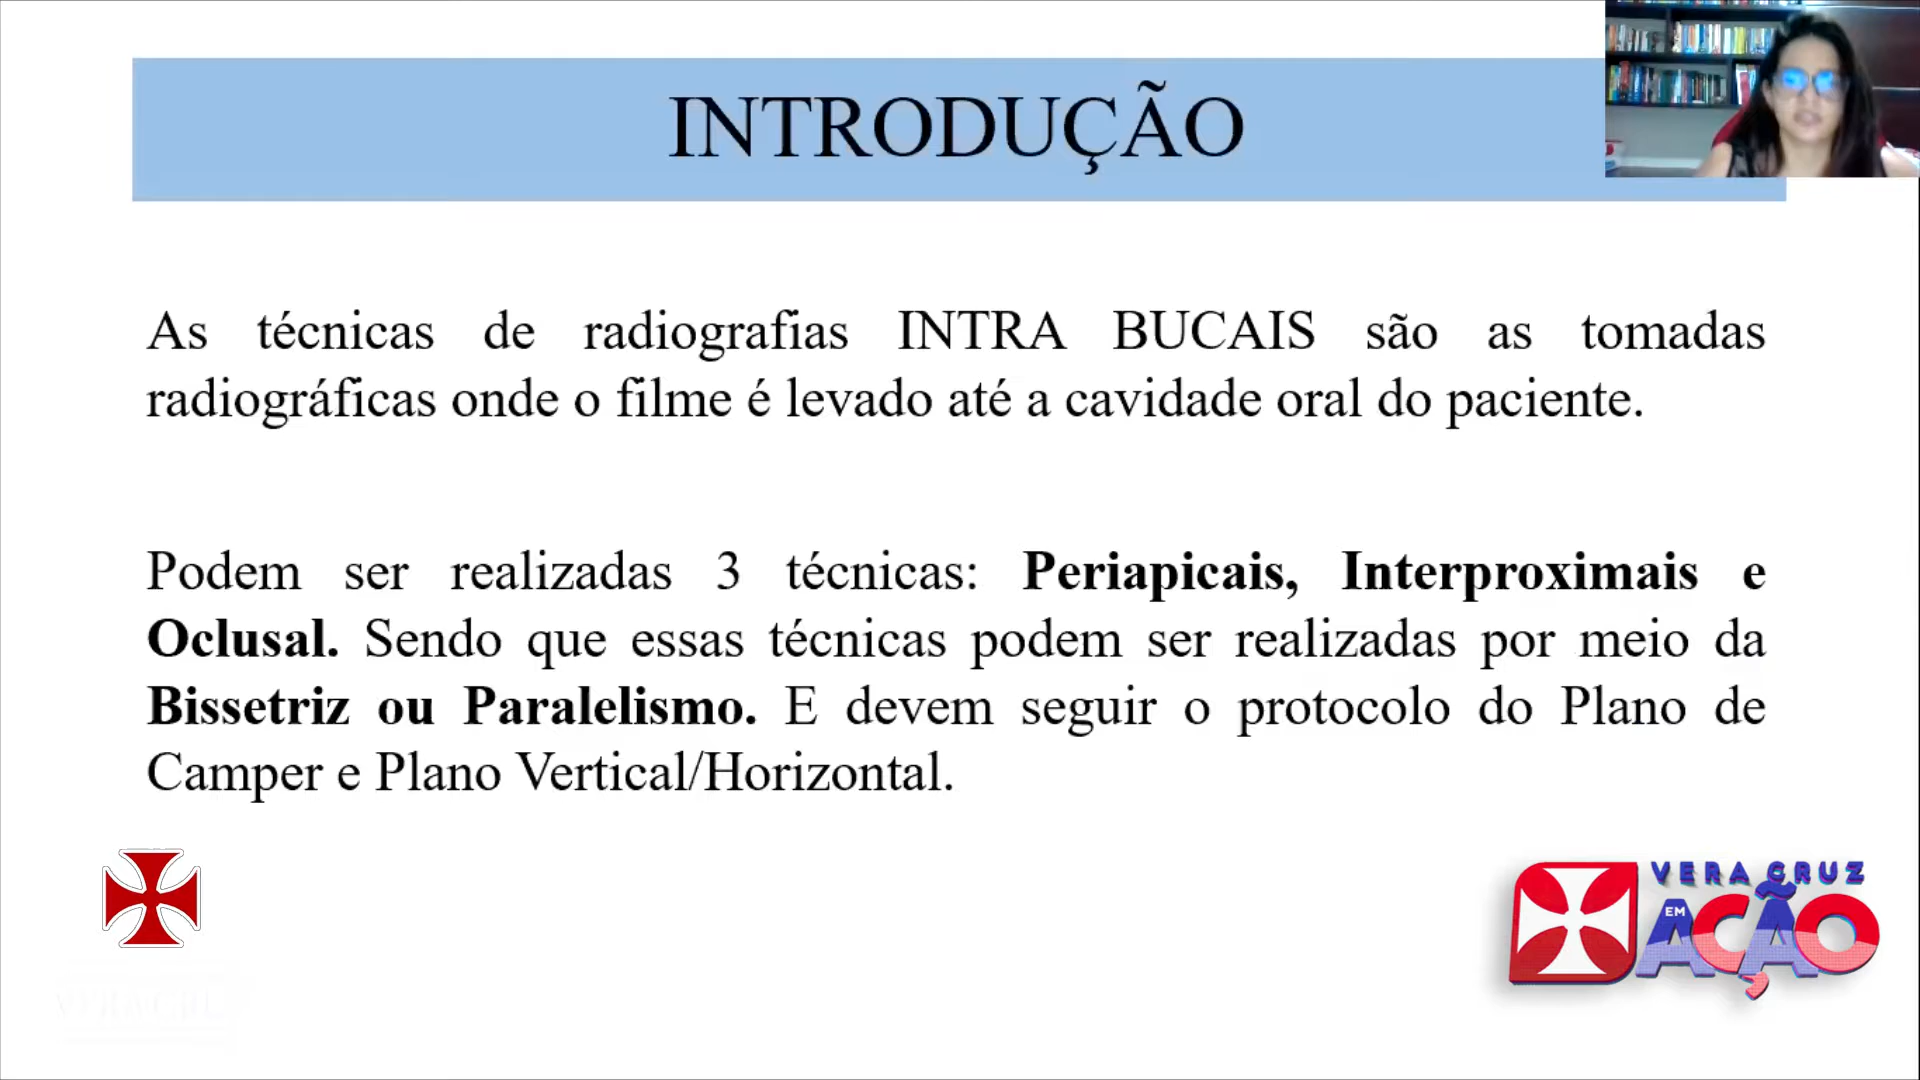 INTRODUÇÃO
As técnicas de radiografias INTRA BUCAIS são as tomadas
radiográficas onde o filme é levado até a cavidade oral do paciente.
Podem ser realizadas 3 técnicas: Periapicais, Interproximais e
Oclusal. Sendo que essas técnicas podem ser realizadas por meio da
Bissetriz ou Paralelismo. E devem seguir o protocolo do Plano de
Camper e Plano Vertical/Horizontal.
VERA CRUZ
EM
AÇÃO